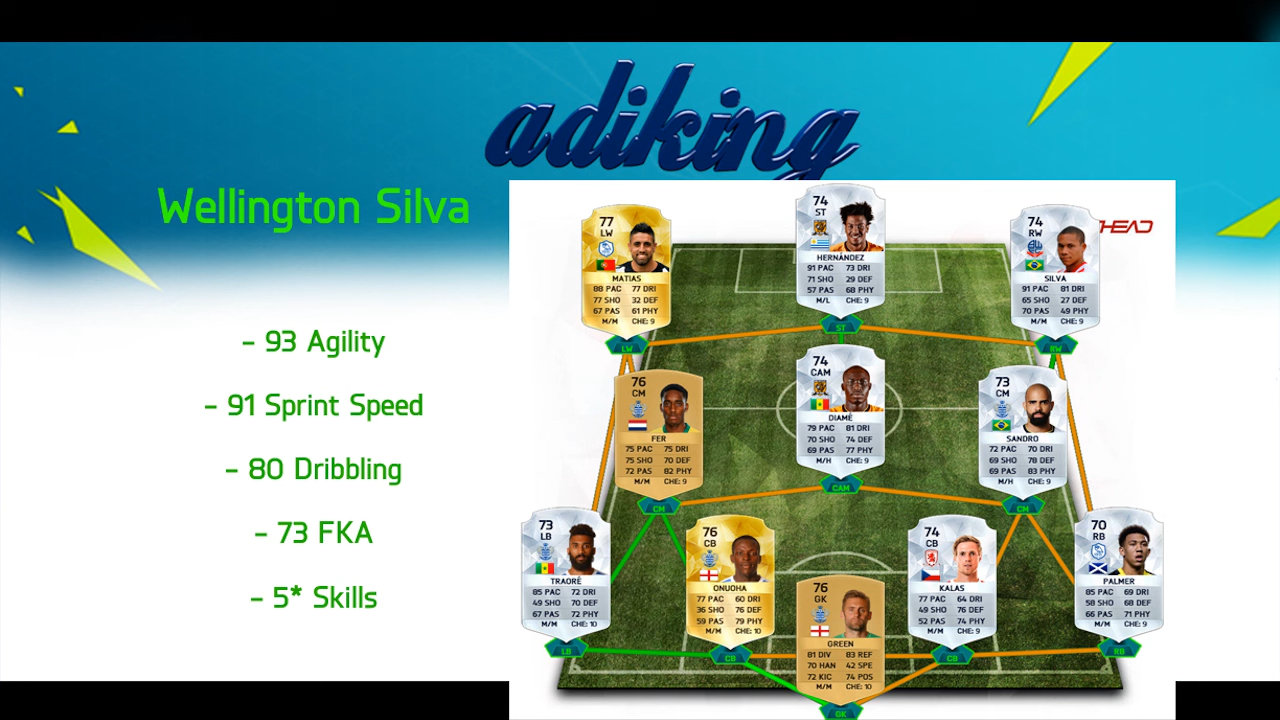 adiking
Wellington Silva
- 93 Agility
- 91 Sprint Speed
- 80 Dribbling
- 73 FKA
- 5* Skills
HEAD
77
LW
MATIAS
88 PAC 77 DRI
77 SHO 32 DEF
67 PAS 61 PHY
M/M CHE: 9
LW
74
ST
HERNÁNDEZ
91 PAC 73 DRI
71 SHO 29 DEF
57 PAS 68 PHY
M/L CHE: 9
ST
74
RW
SILVA
91 PAC 81 DRI
65 SHO 27 DEF
70 PAS 49 PHY
M/M CHE: 9
RW
76
CM
FER
75 PAC 75 DRI
75 SHO 70 DEF
72 PAS 82 PHY
M/M CHE: 9
CM
74
CAM
DIAMÉ
79 PAC 81 DRI
70 SHO 74 DEF
69 PAS 77 PHY
M/H CHE: 9
CAM
73
CM
SANDRO
72 PAC 70 DRI
69 SHO 78 DEF
69 PAS 83 PHY
M/H CHE: 9
CM
73
LB
TRAORÉ
85 PAC 72 DRI
49 SHO 70 DEF
67 PAS 72 PHY
M/M CHE: 10
LB
76
CB
ONUOHA
77 PAC 60 DRI
36 SHO 76 DEF
59 PAS 79 PHY
M/M CHE: 10
CB
76
GK
GREEN
81 DIV 83 REF
70 HAN 42 SPE
72 KIC 74 POS
M/M CHE: 10
GK
74
CB
KALAS
77 PAC 64 DRI
49 SHO 76 DEF
52 PAS 74 PHY
M/M CHE: 9
CB
70
RB
PALMER
85 PAC 69 DRI
58 SHO 68 DEF
66 PAS 71 PHY
M/M CHE: 9
RB